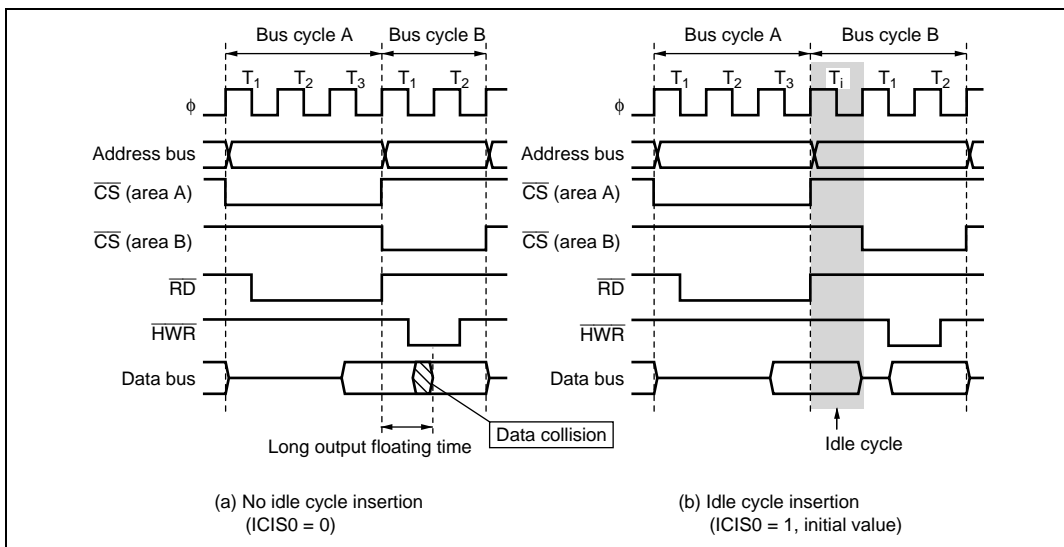 Bus cycle A Bus cycle B
T1 T2 T3 T1 T2
φ
Address bus
CS (area A)
CS (area B)
RD
HWR
Data bus
Long output floating time
Data collision
(a) No idle cycle insertion
(ICIS0 = 0)
Bus cycle A Bus cycle B
T1 T2 T3 Ti T1 T2
φ
Address bus
CS (area A)
CS (area B)
RD
HWR
Data bus
Idle cycle
(b) Idle cycle insertion
(ICIS0 = 1, initial value)